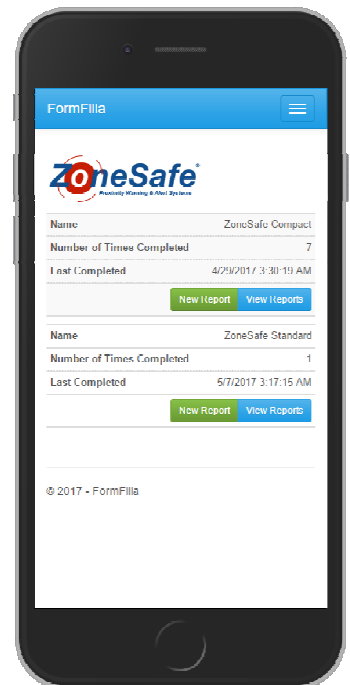 FormFilla
ZoneSafe®
Proximity Warning & Alert Systems
Name ZoneSafe Compact
Number of Times Completed 7
Last Completed 4/29/2017 3:30:19 AM
New Report View Reports
Name ZoneSafe Standard
Number of Times Completed 1
Last Completed 5/7/2017 3:17:15 AM
New Report View Reports
© 2017 - FormFilla